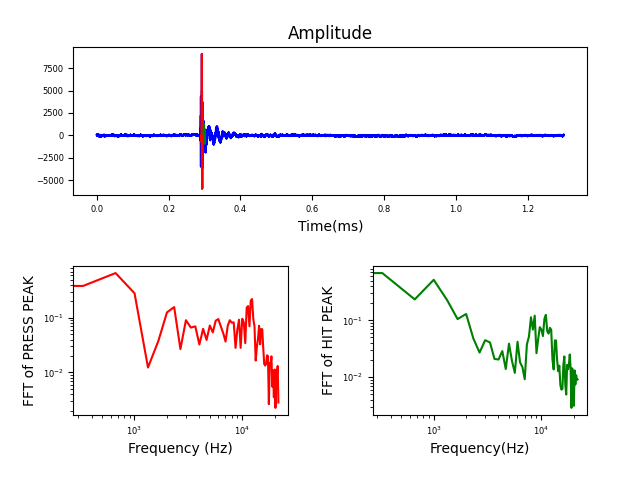 Amplitude
7500
5000
2500
0
−2500
−5000
0.0 0.2 0.4 0.6 0.8 1.0 1.2
Time(ms)
FFT of PRESS PEAK
10⁻¹
10⁻²
10³ 10⁴
Frequency (Hz)
FFT of HIT PEAK
10⁻¹
10⁻²
10³ 10⁴
Frequency(Hz)